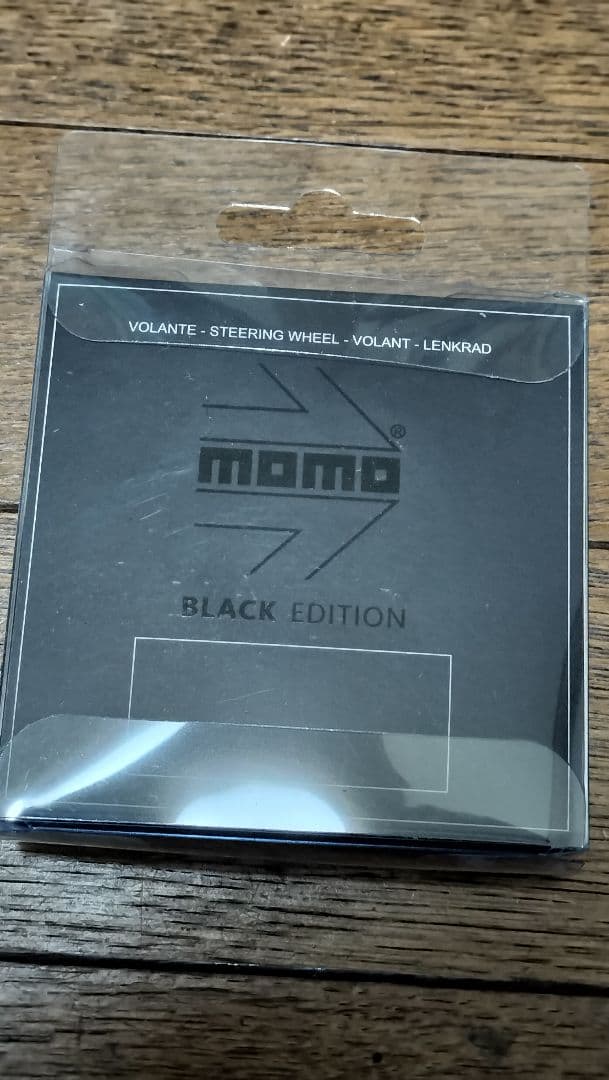 VOLANTE - STEERING WHEEL - VOLANT - LENKRAD
momo®
BLACK EDITION